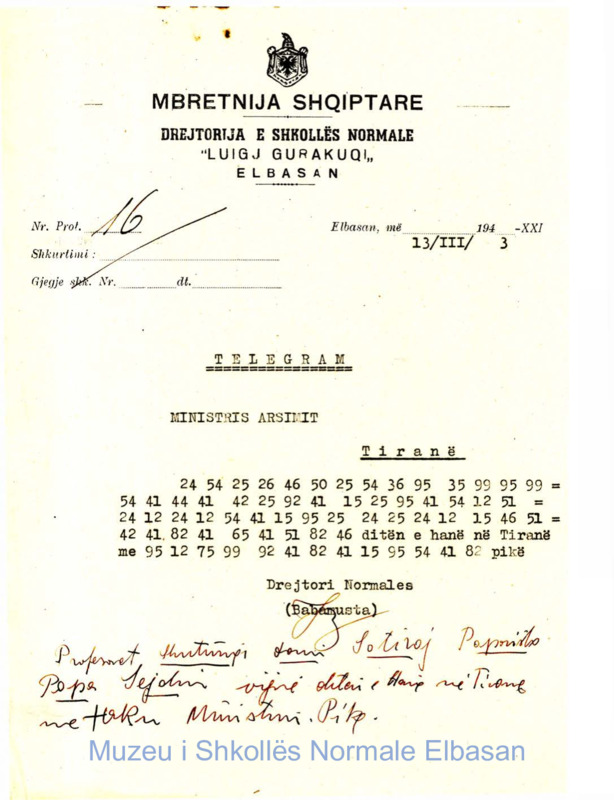 MBRETNIJA SHQIPTARE
DREJTORIJA E SHKOLLËS NORMALE
"LUIGJ GURAKUQI„
ELBASAN
Nr. Prot. 16
Elbasan, më 13/III/ 194 3 -XXI
Shkurtimi :
Gjegje shk. Nr. dt.
TELEGRAM
MINISTRIS ARSIMIT
Tiranë
24 54 25 26 46 50 25 54 36 95 35 99 95 99 =
54 41 44 41 42 25 92 41 15 25 95 41 54 12 51 =
24 12 24 12 54 41 15 95 25 24 25 24 12 15 46 51 =
42 41 82 41 65 41 51 82 46 ditën e hanë në Tiranë
me 95 12 75 99 92 41 82 41 15 95 54 41 82 pikë
Drejtori Normales
(Babamusta)
Profesorët Sotiraj
Papa Sejdini ditën e Hanë në Tiranë
me Ministrin. Pikë.
Muzeu i Shkollës Normale Elbasan